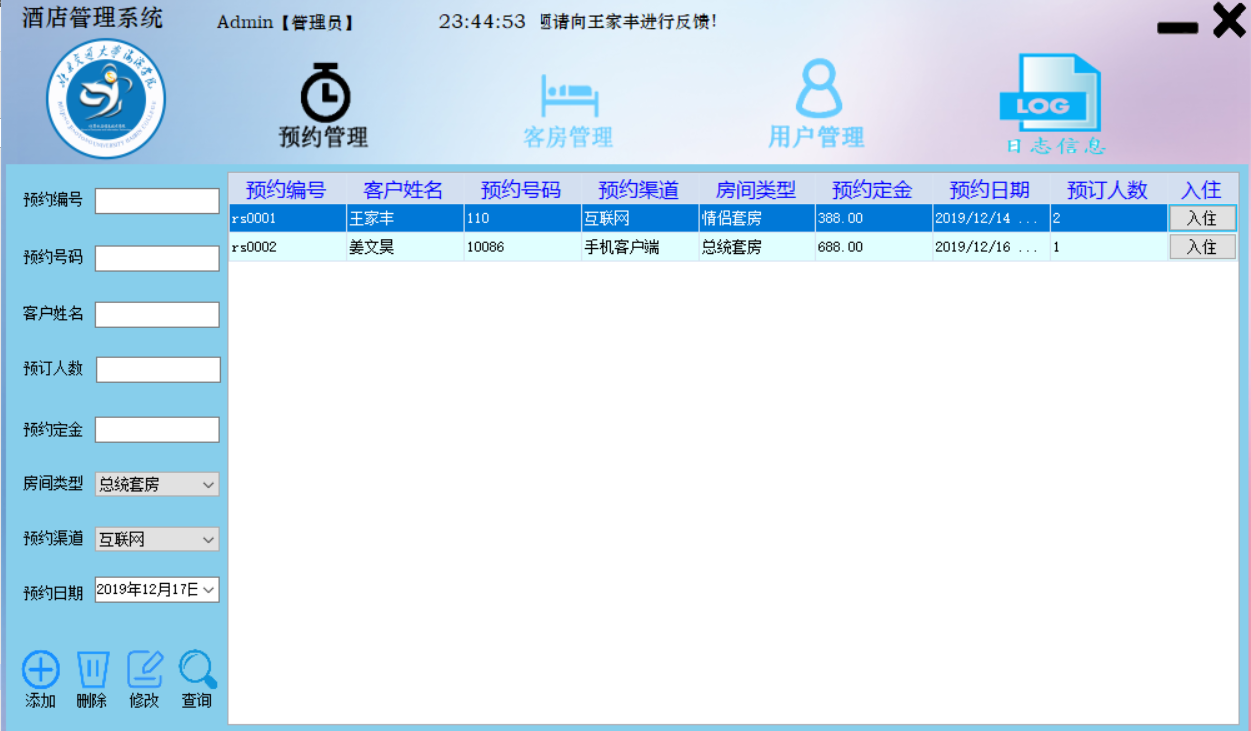 酒店管理系统 Admin【管理员】 23:44:53 题请向王家丰进行反馈!
预约管理 客房管理 用户管理 LOG 日志信息
预约编号
预约号码
客户姓名
预订人数
预约定金
房间类型 总统套房
预约渠道 互联网
预约日期 2019年12月17日
添加 删除 修改 查询
预约编号 客户姓名 预约号码 预约渠道 房间类型 预约定金 预约日期 预订人数 入住
rs0001 王家丰 110 互联网 情侣套房 388.00 2019/12/14 ... 2 入住
rs0002 姜文昊 10086 手机客户端 总统套房 688.00 2019/12/16 ... 1 入住